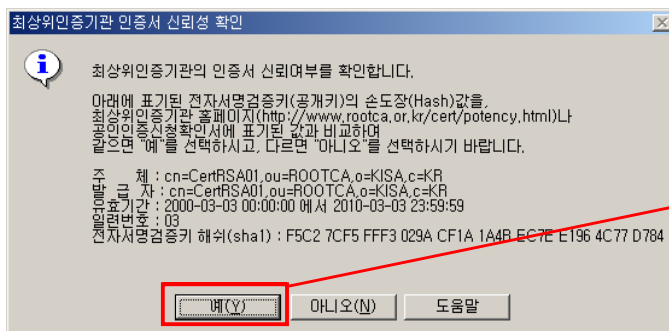 최상위인증기관 인증서 신뢰성 확인
최상위인증기관의 인증서 신뢰여부를 확인합니다.
아래에 표기된 전자서명검증키(공개키)의 손도장(Hash)값을,
최상위인증기관 홈페이지(http://www.rootca.or.kr/cert/potency.html)나
공인인증신청확인서에 표기된 값과 비교하여
같으면 "예"를 선택하시고, 다르면 "아니오"를 선택하시기 바랍니다.
주 체 : cn=CertRSA01,ou=ROOTCA,o=KISA,c=KR
발 급 자 : cn=CertRSA01,ou=ROOTCA,o=KISA,c=KR
유효기간 : 2000-03-03 00:00:00 에서 2010-03-03 23:59:59
일련번호 : 03
전자서명검증키 해쉬(sha1) : F5C2 7CF5 FFF3 029A CF1A 1A4B EC7E E196 4C77 D784
예(Y) 아니오(N) 도움말